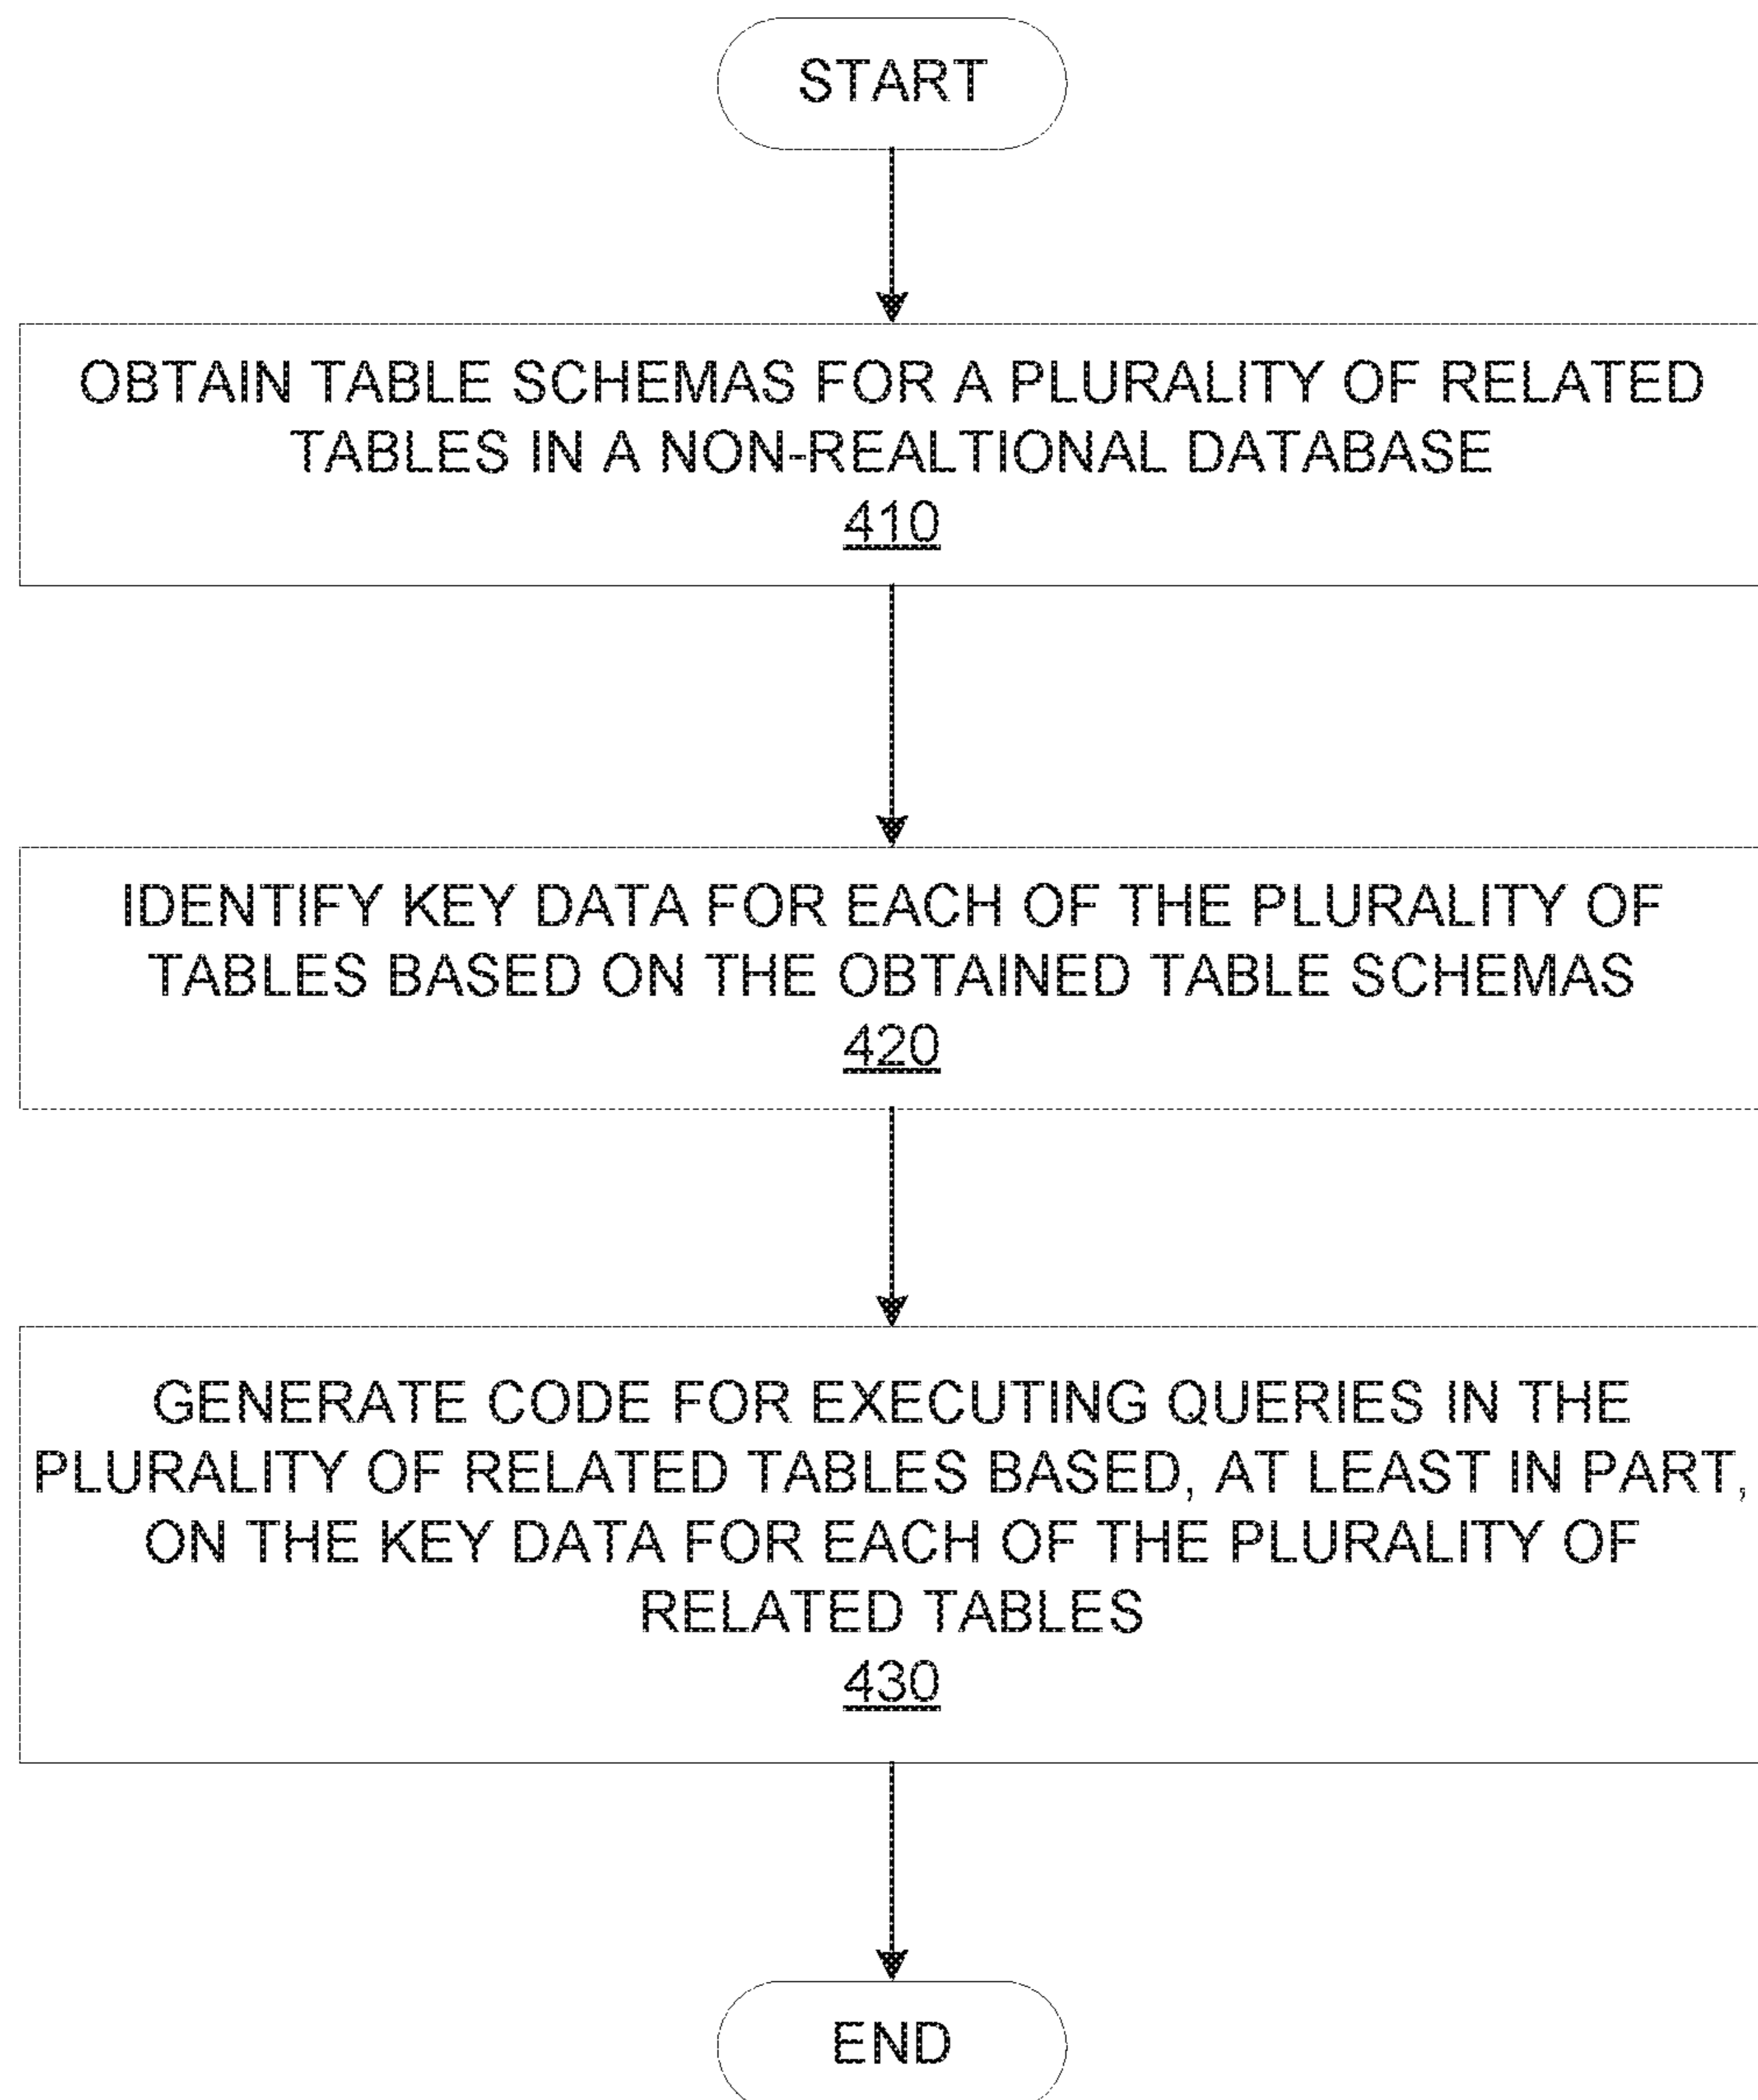 START
OBTAIN TABLE SCHEMAS FOR A PLURALITY OF RELATED
TABLES IN A NON-REALTIONAL DATABASE
410
IDENTIFY KEY DATA FOR EACH OF THE PLURALITY OF
TABLES BASED ON THE OBTAINED TABLE SCHEMAS
420
GENERATE CODE FOR EXECUTING QUERIES IN THE
PLURALITY OF RELATED TABLES BASED, AT LEAST IN PART,
ON THE KEY DATA FOR EACH OF THE PLURALITY OF
RELATED TABLES
430
END